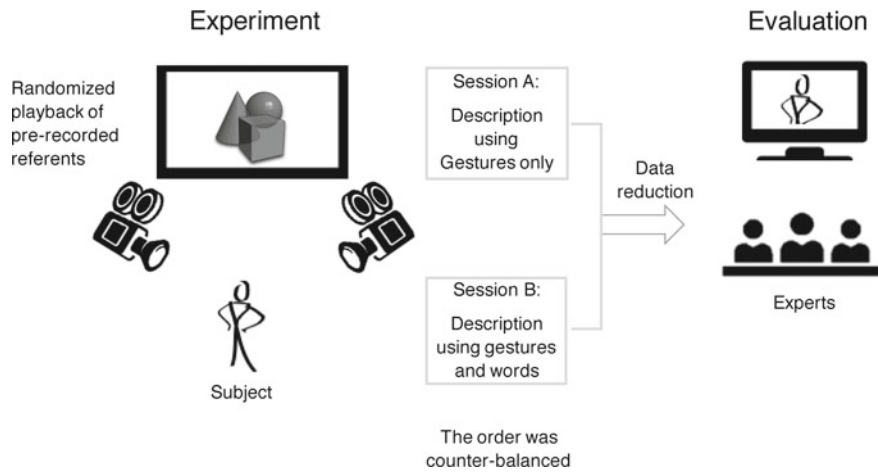 Experiment
Evaluation
Randomized
playback of
pre-recorded
referents
Session A:
Description
using
Gestures only
Data
reduction
Session B:
Description
using gestures
and words
Subject
Experts
The order was
counter-balanced